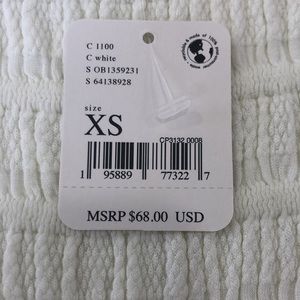 C 1100
C white
S OB1359231
S 64138928
size
XS
CP3132 0008
1 95889 77322 7
MSRP $68.00 USD